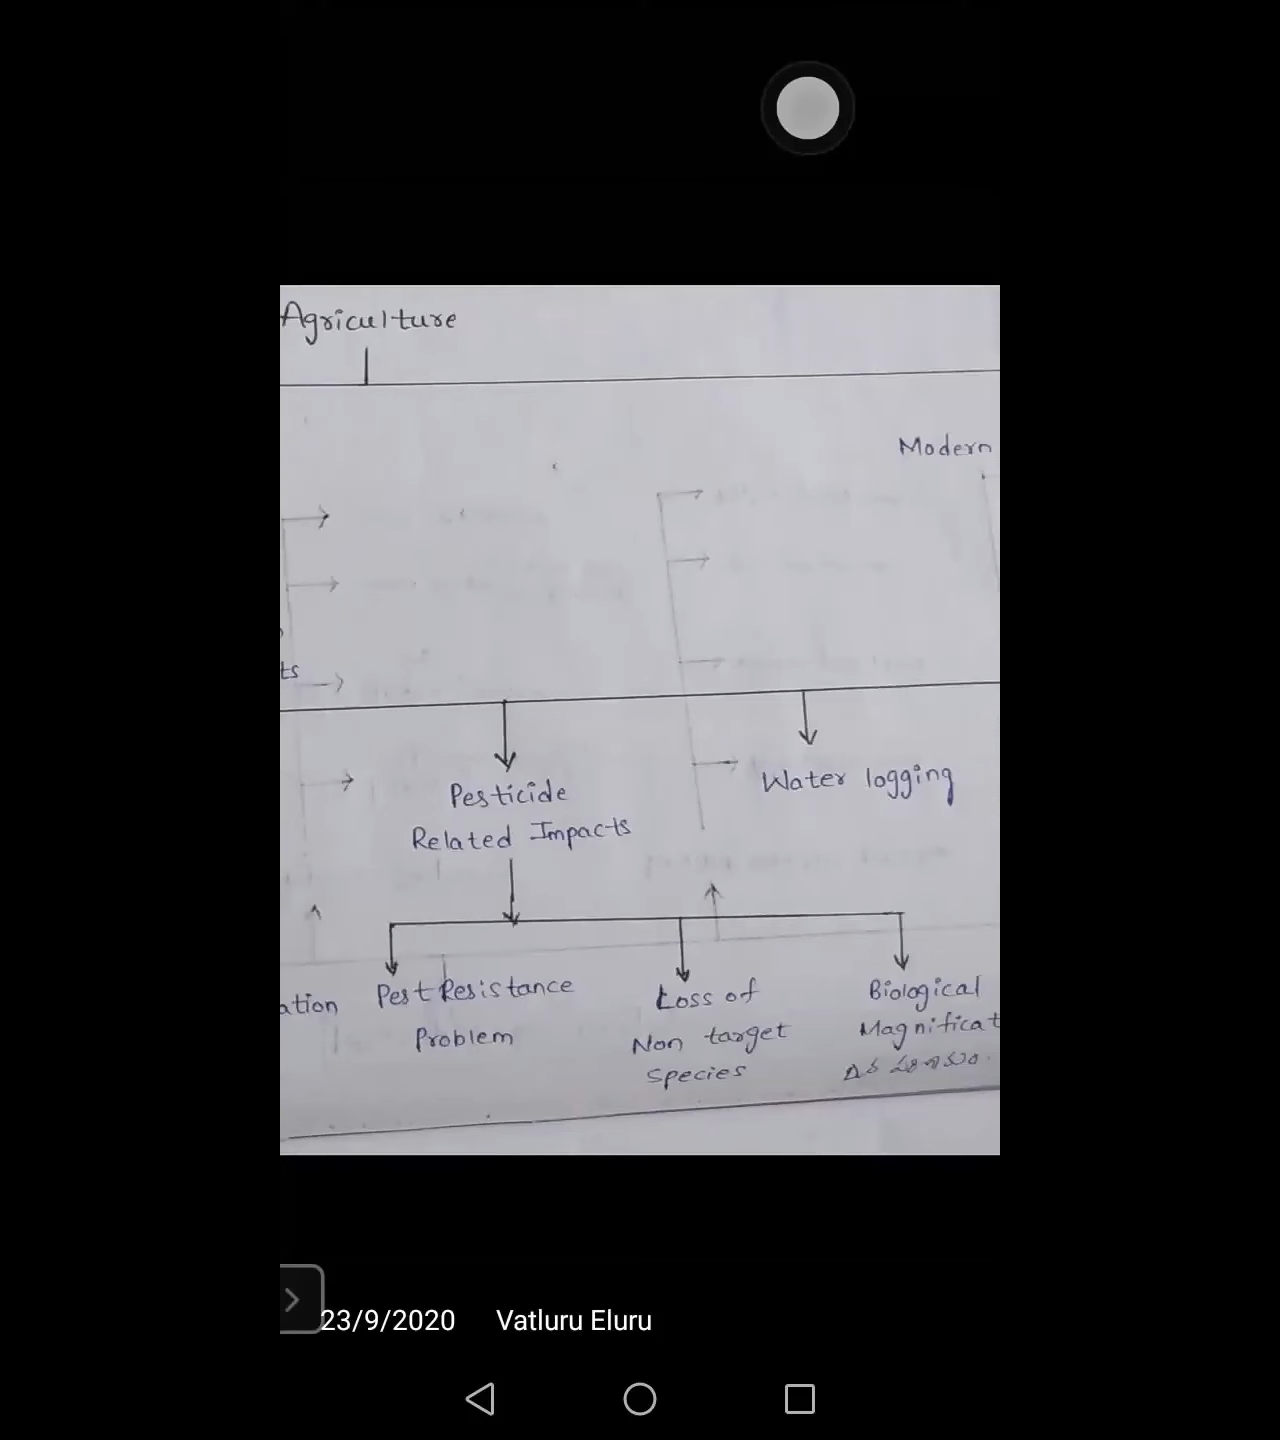 Agriculture
Modern
ts
Pesticide
Related Impacts
Water logging
ation
Pest Resistance
Problem
Loss of
Non target
Species
Biological
Magnificat
23/9/2020 Vatluru Eluru